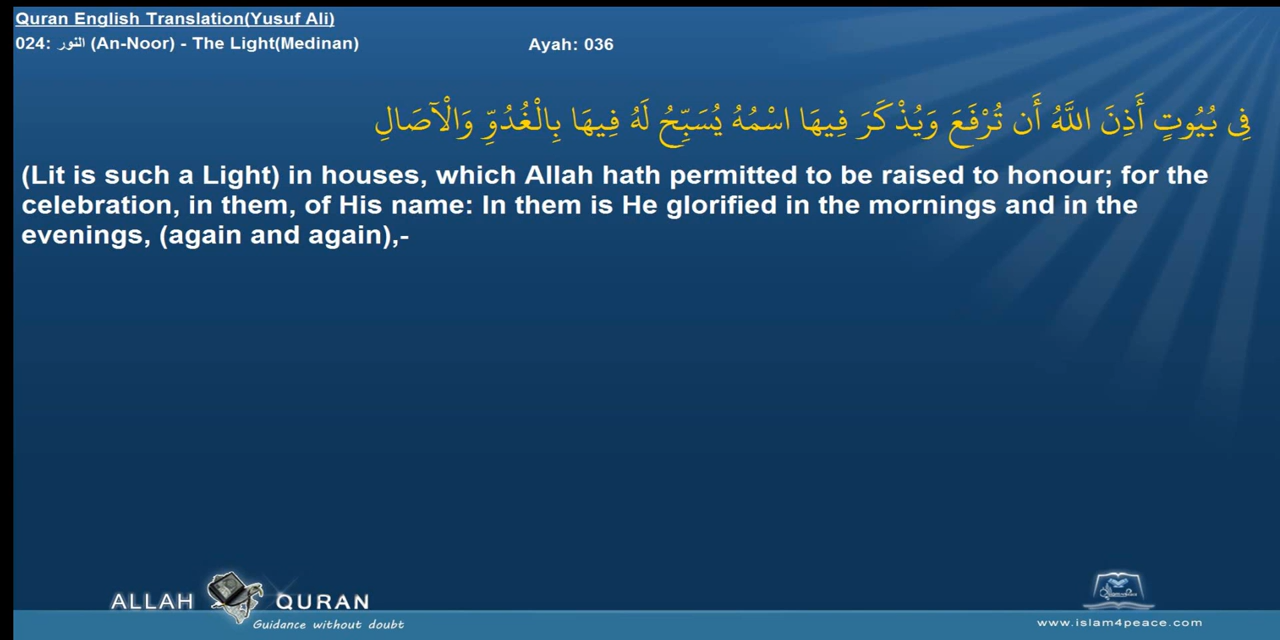 Quran English Translation(Yusuf Ali)
024: النور (An-Noor) - The Light(Medinan) Ayah: 036
فِي بُيُوتٍ أَذِنَ اللَّهُ أَن تُرْفَعَ وَيُذْكَرَ فِيهَا اسْمُهُ يُسَبِّحُ لَهُ فِيهَا بِالْغُدُوِّ وَالْآصَالِ
(Lit is such a Light) in houses, which Allah hath permitted to be raised to honour; for the
celebration, in them, of His name: In them is He glorified in the mornings and in the
evenings, (again and again),-
ALLAH QURAN
Guidance without doubt
www.islam4peace.com